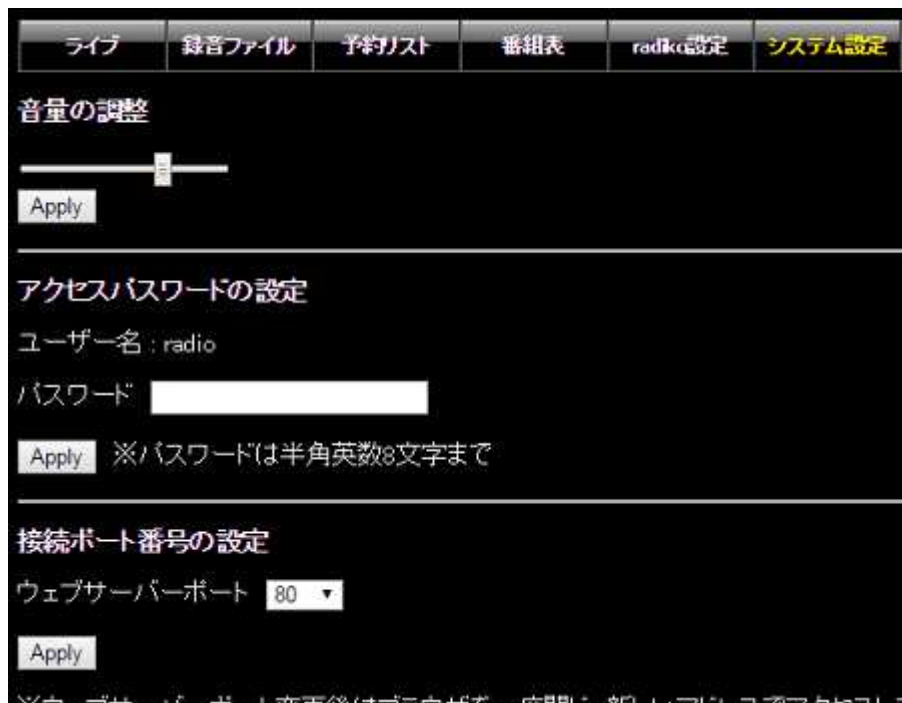 ライブ 録音ファイル 予約リスト 番組表 radiko設定 システム設定
音量の調整
Apply
アクセスパスワードの設定
ユーザー名 : radio
パスワード
Apply ※パスワードは半角英数8文字まで
接続ポート番号の設定
ウェブサーバーポート 80
Apply